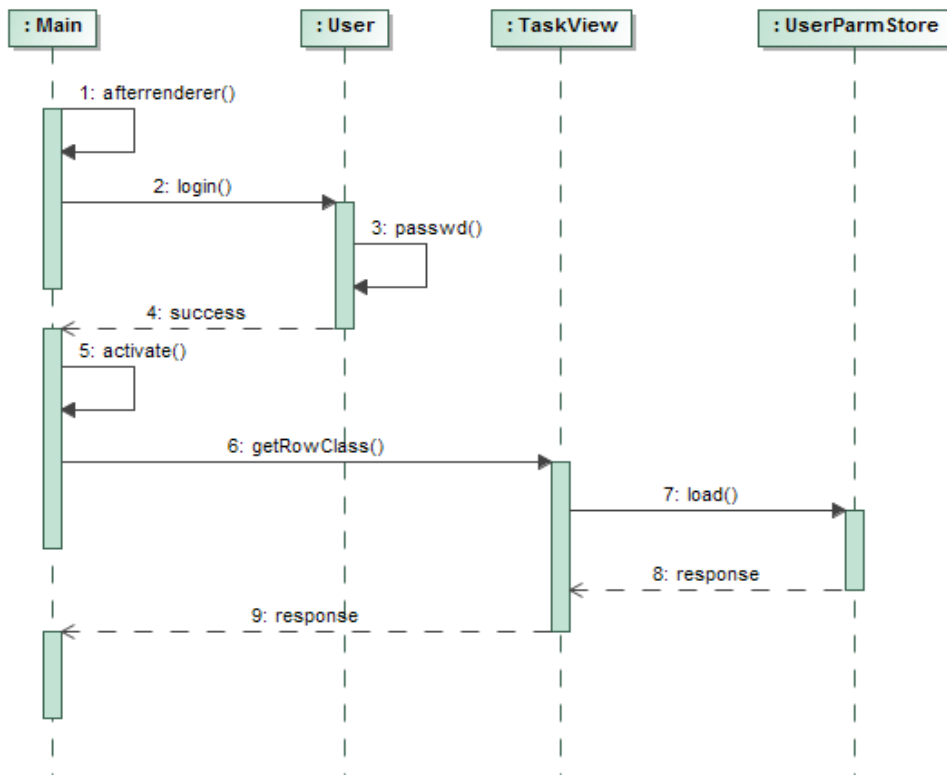 : Main
: User
: TaskView
: UserParmStore
1: afterrenderer()
2: login()
3: passwd()
4: success
5: activate()
6: getRowClass()
7: load()
8: response
9: response